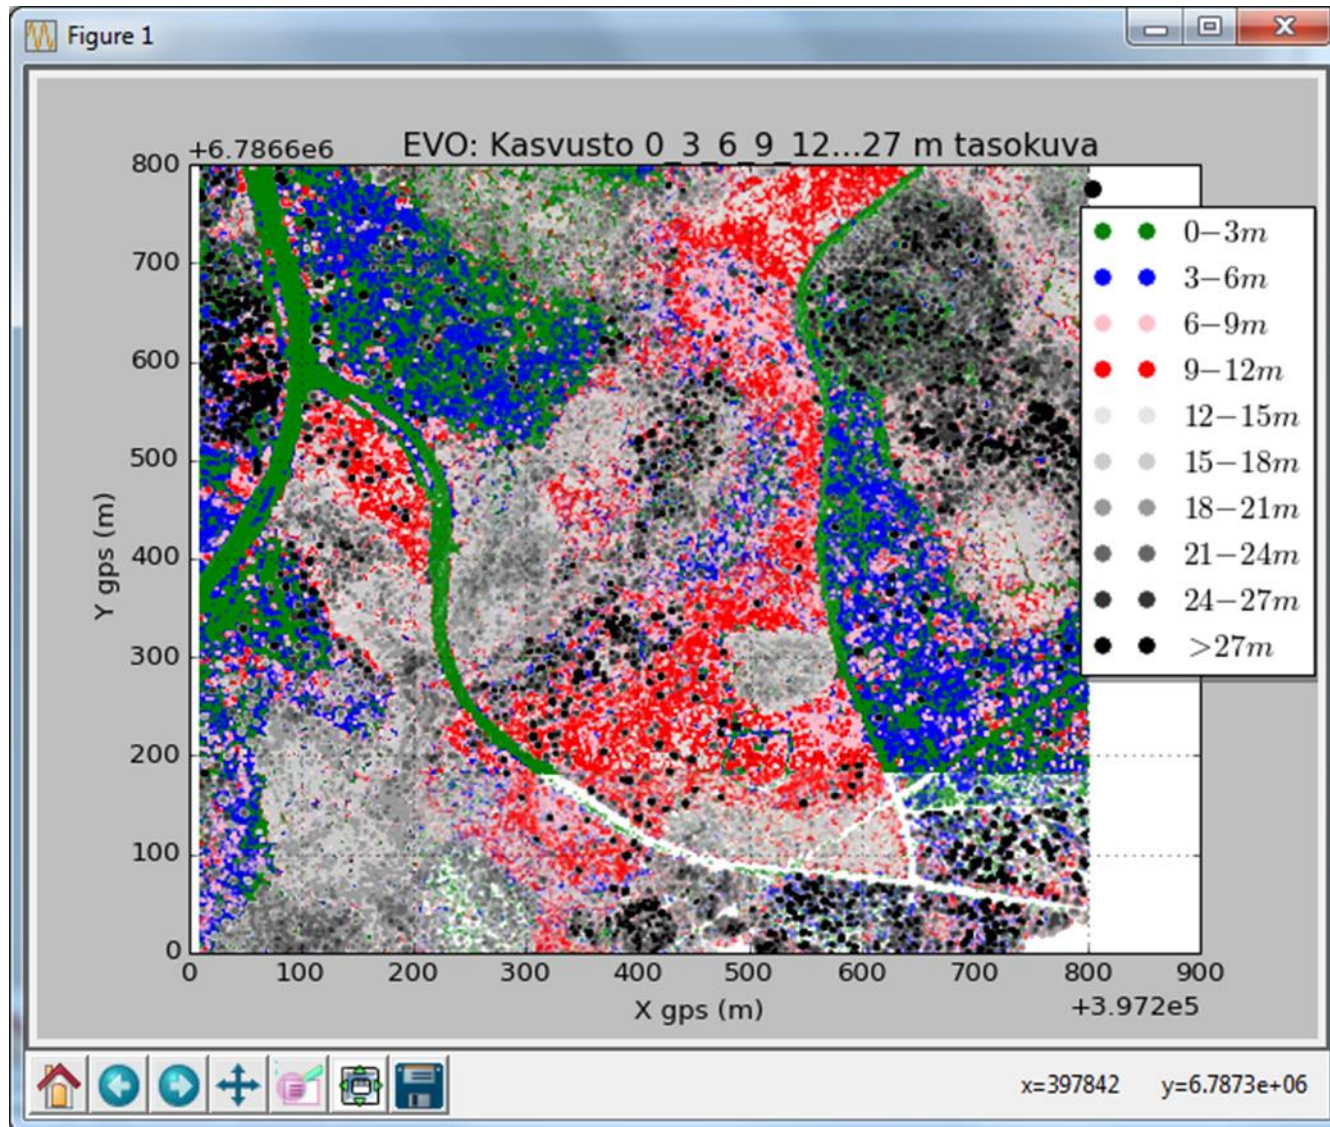 Figure 1
+6.7866e6
EVO: Kasvusto 0_3_6_9_12...27 m tasokuva
800
700
600
500
400
300
200
100
0
Y gps (m)
0 100 200 300 400 500 600 700 800 900
X gps (m)
+3.972e5
0−3m
3−6m
6−9m
9−12m
12−15m
15−18m
18−21m
21−24m
24−27m
>27m
x=397842 y=6.7873e+06